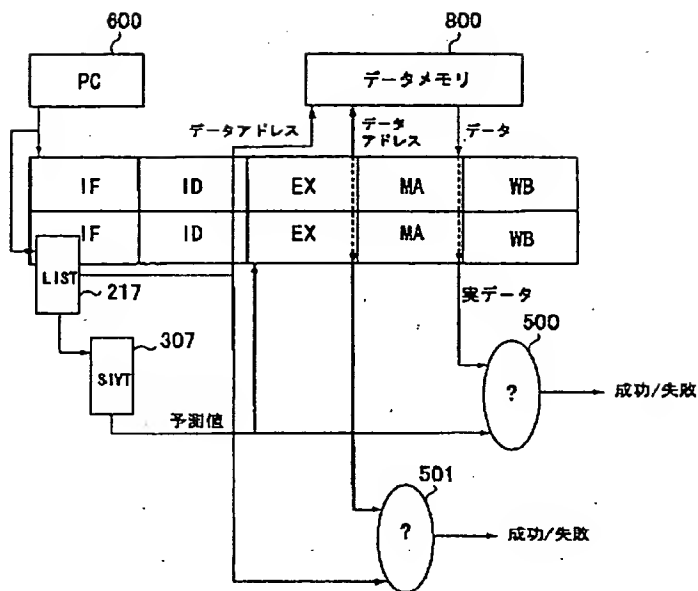 600
800
PC
データメモリ
データアドレス
データ
アドレス
データ
IF ID EX MA WB
IF ID EX MA WB
LIST
217
実データ
307
500
SIYT
?
成功/失敗
予測値
501
?
成功/失敗